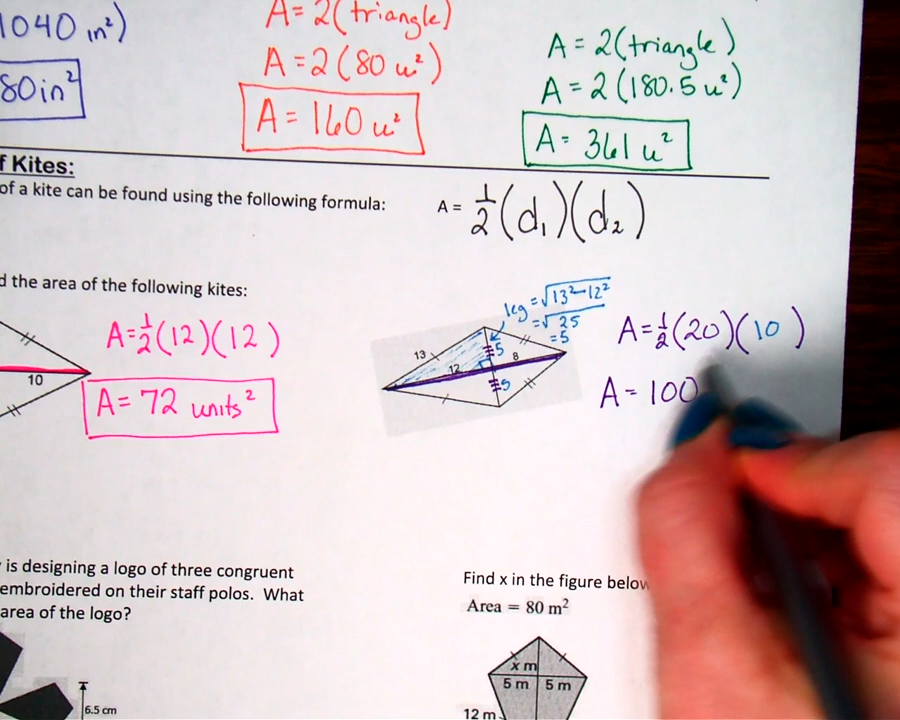 1040 in²)
80 in²
A = 2(triangle)
A = 2(80 u²)
A = 160 u²
A = 2(triangle)
A = 2(180.5 u²)
A = 361 u²
f Kites:
of a kite can be found using the following formula: A = ½(d₁)(d₂)
d the area of the following kites:
10
A = ½(12)(12)
A = 72 units²
leg = √13²-12²
= √25
= 5
13
12
5
8
5
A = ½(20)(10)
A = 100
is designing a logo of three congruent
embroidered on their staff polos. What
area of the logo?
6.5 cm
Find x in the figure below
Area = 80 m²
x m
5 m 5 m
12 m